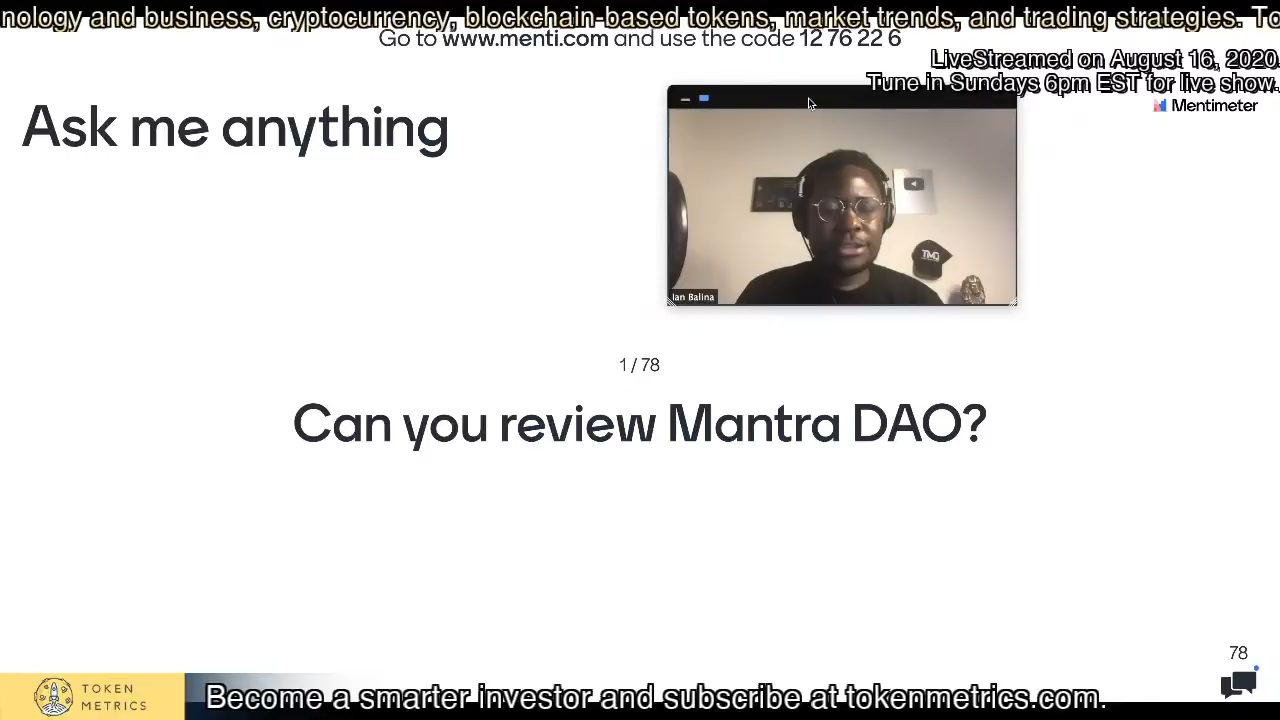 nology and business, cryptocurrency, blockchain-based tokens, market trends, and trading strategies. To
Go to www.menti.com and use the code 12 76 22 6
LiveStreamed on August 16, 2020.
Tune in Sundays 6pm EST for live show.
Mentimeter
Ask me anything
TMG
Ian Balina
1 / 78
Can you review Mantra DAO?
78
TOKEN
METRICS
Become a smarter investor and subscribe at tokenmetrics.com.